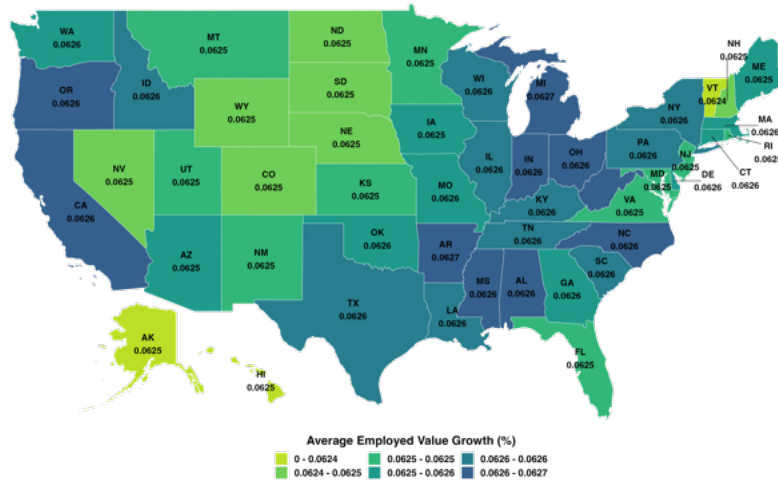 WA
0.0626
MT
0.0625
ND
0.0625
MN
0.0625
OR
0.0626
ID
0.0626
SD
0.0625
WY
0.0625
WI
0.0626
MI
0.0627
NY
0.0626
VT
0.0624
NH
0.0625
ME
0.0625
MA
0.0626
RI
0.0625
CT
0.0626
NV
0.0625
UT
0.0625
CO
0.0625
NE
0.0625
IA
0.0625
IL
0.0626
IN
0.0626
OH
0.0626
PA
0.0626
NJ
0.0625
DE
0.0626
MD
0.0625
CA
0.0626
KS
0.0625
MO
0.0626
KY
0.0626
VA
0.0625
AZ
0.0625
NM
0.0625
OK
0.0626
AR
0.0627
TN
0.0626
NC
0.0626
TX
0.0626
LA
0.0626
MS
0.0626
AL
0.0626
GA
0.0626
SC
0.0626
FL
0.0625
AK
0.0625
HI
0.0625
Average Employed Value Growth (%)
0 - 0.0624
0.0625 - 0.0625
0.0626 - 0.0626
0.0624 - 0.0625
0.0625 - 0.0626
0.0626 - 0.0627